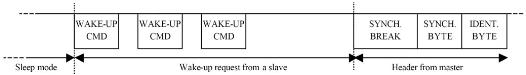 WAKE-UP CMD
WAKE-UP CMD
WAKE-UP CMD
SYNCH. BREAK
SYNCH. BYTE
IDENT. BYTE
Sleep mode
Wake-up request from a slave
Header from master